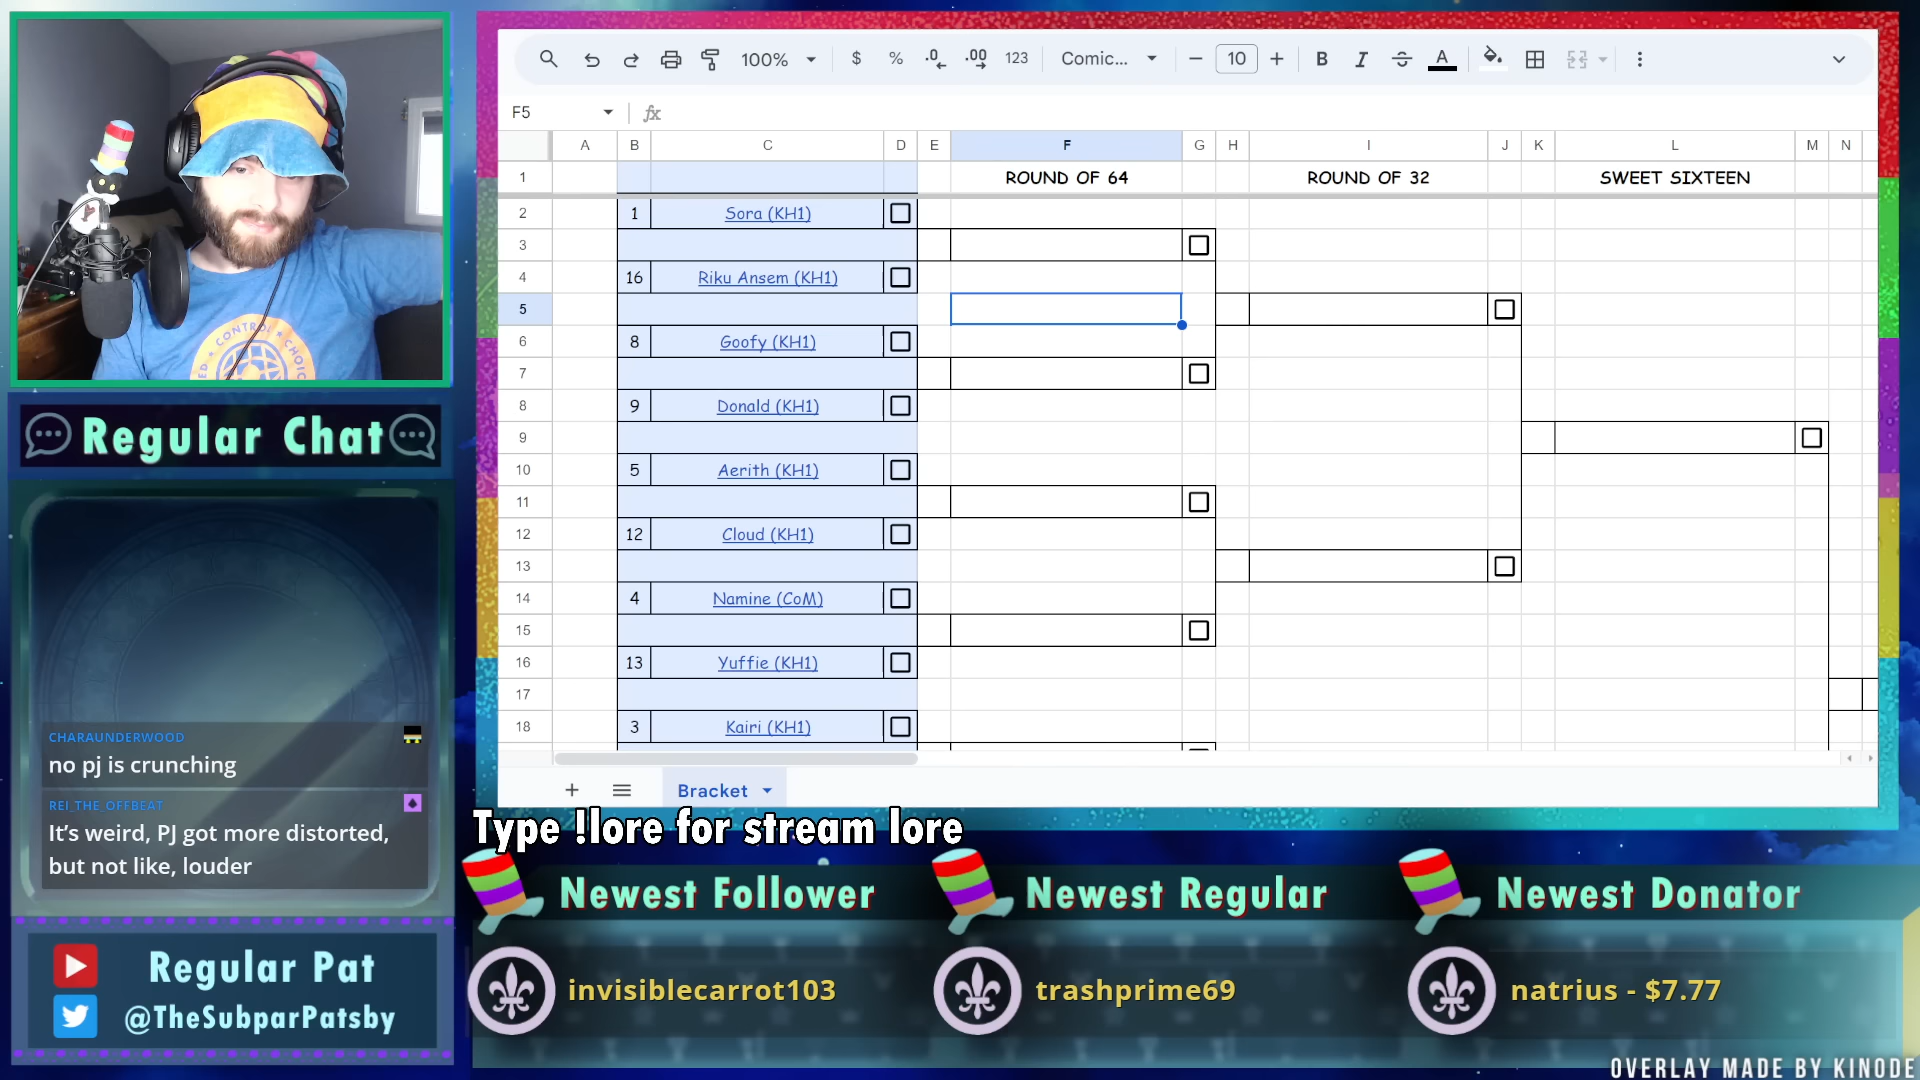 100%
$
%
.0
.00
123
Comic...
10
B
I
A
F5
fx
A B C D E F G H I J K L M N
1 ROUND OF 64 ROUND OF 32 SWEET SIXTEEN
2 1 Sora (KH1)
3
4 16 Riku Ansem (KH1)
5
6 8 Goofy (KH1)
7
8 9 Donald (KH1)
9
10 5 Aerith (KH1)
11
12 12 Cloud (KH1)
13
14 4 Namine (CoM)
15
16 13 Yuffie (KH1)
17
18 3 Kairi (KH1)
Bracket
CONTROL
Regular Chat
CHARAUNDERWOOD
no pj is crunching
REI_THE_OFFBEAT
It's weird, PJ got more distorted,
but not like, louder
Regular Pat
@TheSubparPatsby
Type !lore for stream lore
Newest Follower
invisiblecarrot103
Newest Regular
trashprime69
Newest Donator
natrius - $7.77
OVERLAY MADE BY KINODE